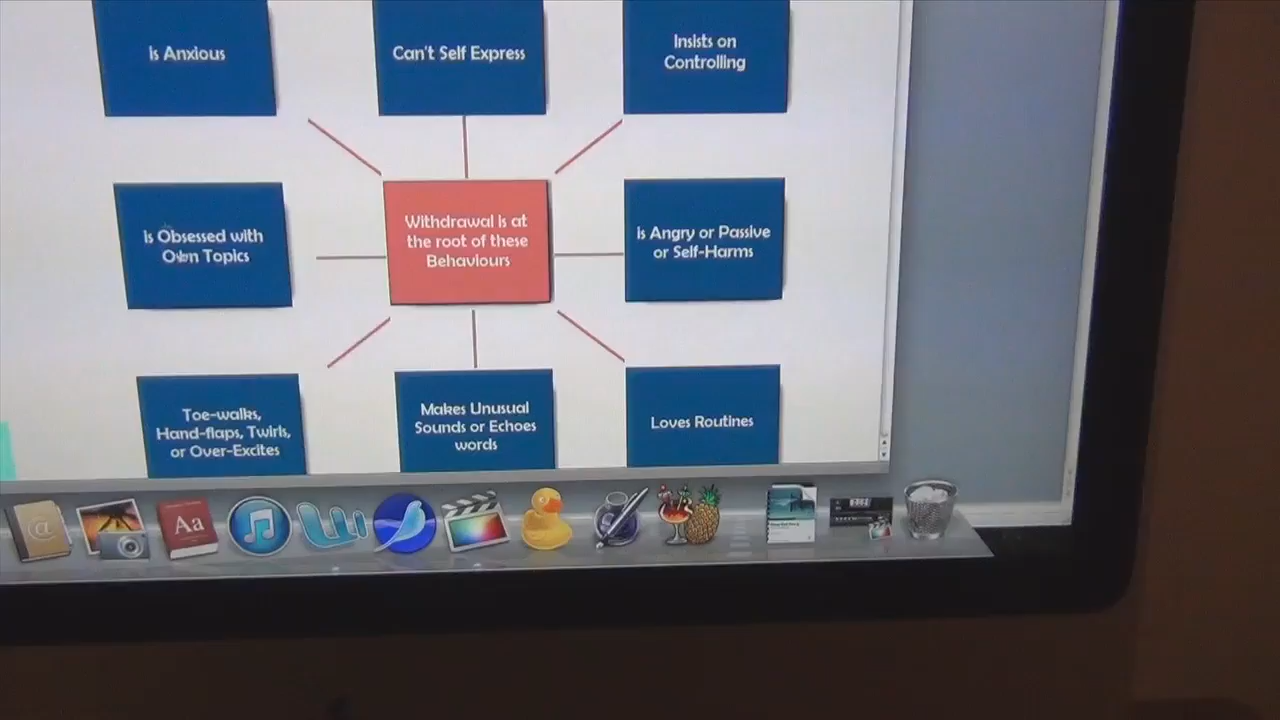 is Anxious
Can't Self Express
Insists on
Controlling
is Obsessed with
Own Topics
Withdrawal is at
the root of these
Behaviours
is Angry or Passive
or Self-Harms
Toe-walks,
Hand-flaps, Twirls,
or Over-Excites
Makes Unusual
Sounds or Echoes
words
Loves Routines
@
Aa